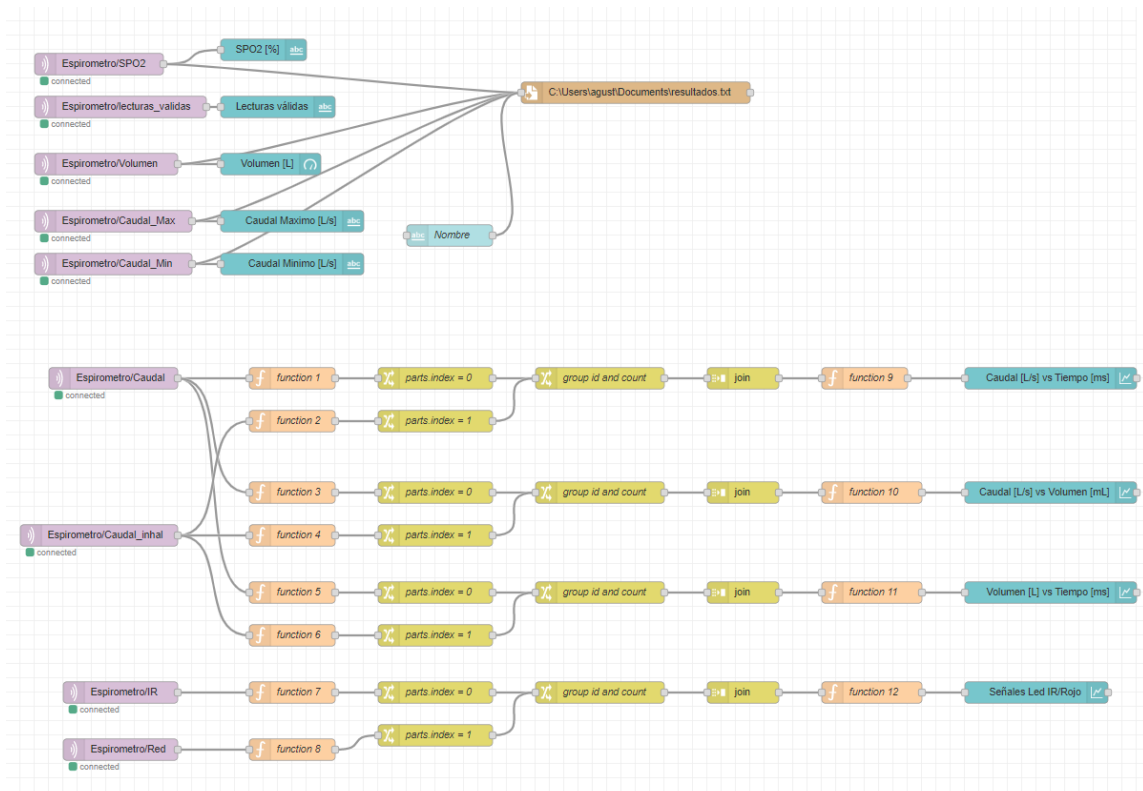 SPO2 [%] abc
Espirometro/SPO2
connected
C:\Users\agust\Documents\resultados.txt
Espirometro/lecturas_validas Lecturas válidas abc
connected
Espirometro/Volumen Volumen [L]
connected
Espirometro/Caudal_Max Caudal Maximo [L/s] abc
connected
abc Nombre
Espirometro/Caudal_Min Caudal Minimo [L/s] abc
connected
Espirometro/Caudal function 1 parts.index = 0 group id and count join function 9 Caudal [L/s] vs Tiempo [ms]
connected
function 2 parts.index = 1
function 3 parts.index = 0 group id and count join function 10 Caudal [L/s] vs Volumen [mL]
Espirometro/Caudal_inhal function 4 parts.index = 1
connected
function 5 parts.index = 0 group id and count join function 11 Volumen [L] vs Tiempo [ms]
function 6 parts.index = 1
Espirometro/IR function 7 parts.index = 0 group id and count join function 12 Señales Led IR/Rojo
connected
parts.index = 1
Espirometro/Red function 8
connected